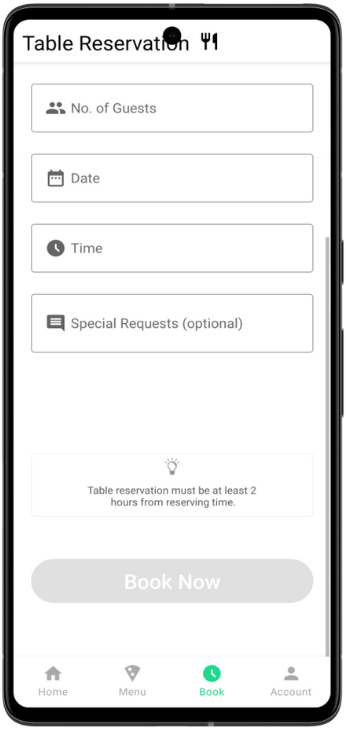 Table Reservation
No. of Guests
Date
Time
Special Requests (optional)
Table reservation must be at least 2
hours from reserving time.
Book Now
Home Menu Book Account